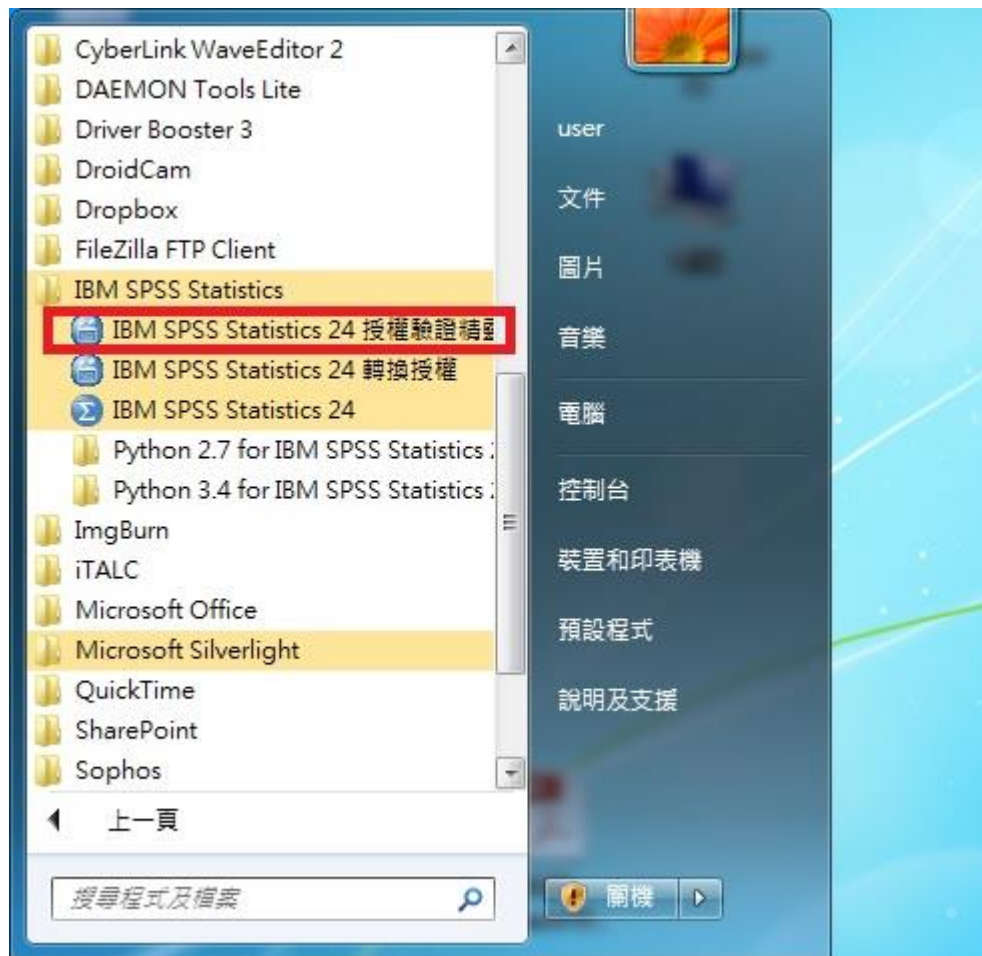 CyberLink WaveEditor 2
DAEMON Tools Lite
Driver Booster 3
DroidCam
Dropbox
FileZilla FTP Client
IBM SPSS Statistics
IBM SPSS Statistics 24 授權驗證精
IBM SPSS Statistics 24 轉換授權
IBM SPSS Statistics 24
Python 2.7 for IBM SPSS Statistics
Python 3.4 for IBM SPSS Statistics
ImgBurn
iTALC
Microsoft Office
Microsoft Silverlight
QuickTime
SharePoint
Sophos
上一頁
搜尋程式及檔案
user
文件
圖片
音樂
電腦
控制台
裝置和印表機
預設程式
說明及支援
關機